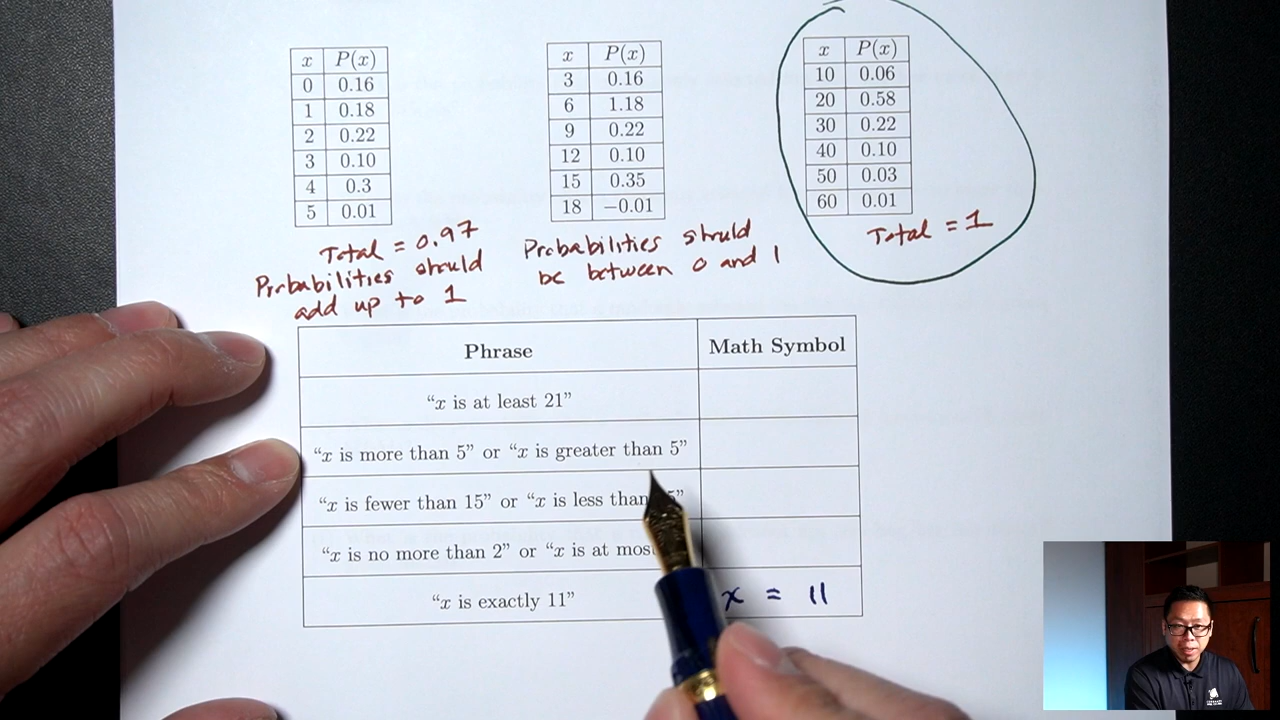 x P(x)
0 0.16
1 0.18
2 0.22
3 0.10
4 0.3
5 0.01
Total = 0.97
Probabilities should
add up to 1
x P(x)
3 0.16
6 1.18
9 0.22
12 0.10
15 0.35
18 −0.01
Probabilities should
be between 0 and 1
x P(x)
10 0.06
20 0.58
30 0.22
40 0.10
50 0.03
60 0.01
Total = 1
Phrase Math Symbol
“x is at least 21”
“x is more than 5” or “x is greater than 5”
“x is fewer than 15” or “x is less than 5”
“x is no more than 2” or “x is at mos
“x is exactly 11” x = 11